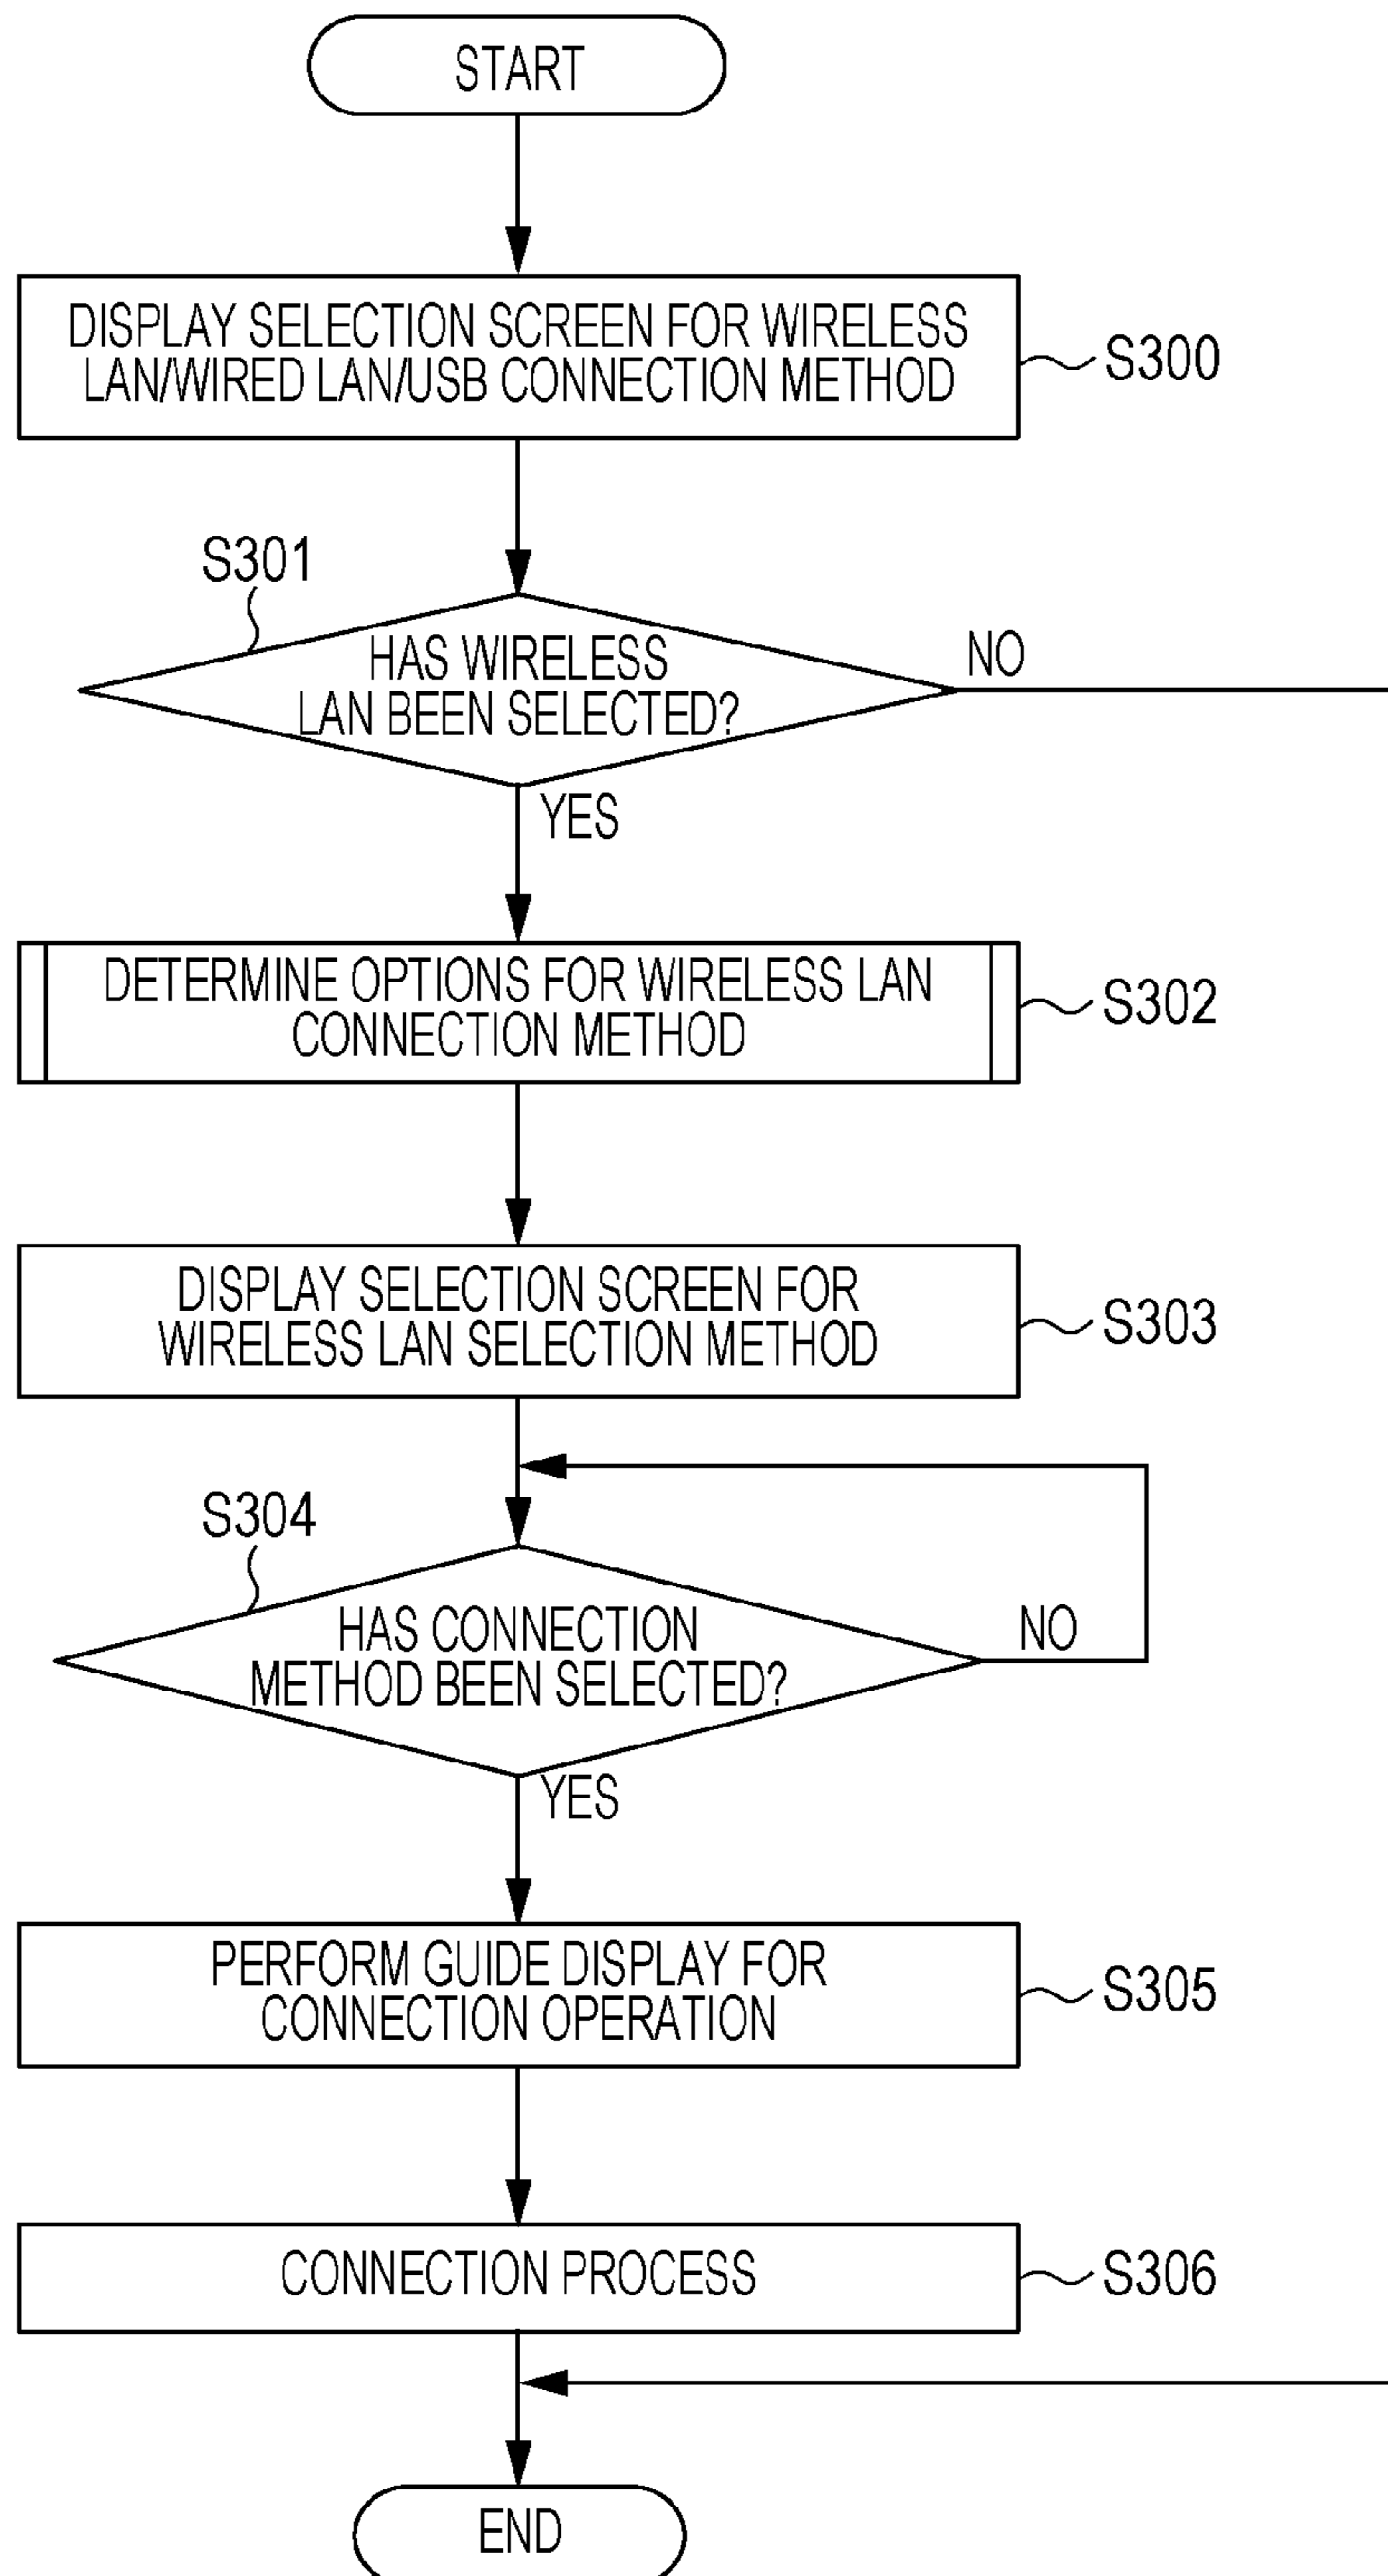 START
DISPLAY SELECTION SCREEN FOR WIRELESS
LAN/WIRED LAN/USB CONNECTION METHOD
S300
S301
HAS WIRELESS
LAN BEEN SELECTED?
NO
YES
DETERMINE OPTIONS FOR WIRELESS LAN
CONNECTION METHOD
S302
DISPLAY SELECTION SCREEN FOR
WIRELESS LAN SELECTION METHOD
S303
S304
HAS CONNECTION
METHOD BEEN SELECTED?
NO
YES
PERFORM GUIDE DISPLAY FOR
CONNECTION OPERATION
S305
CONNECTION PROCESS
S306
END